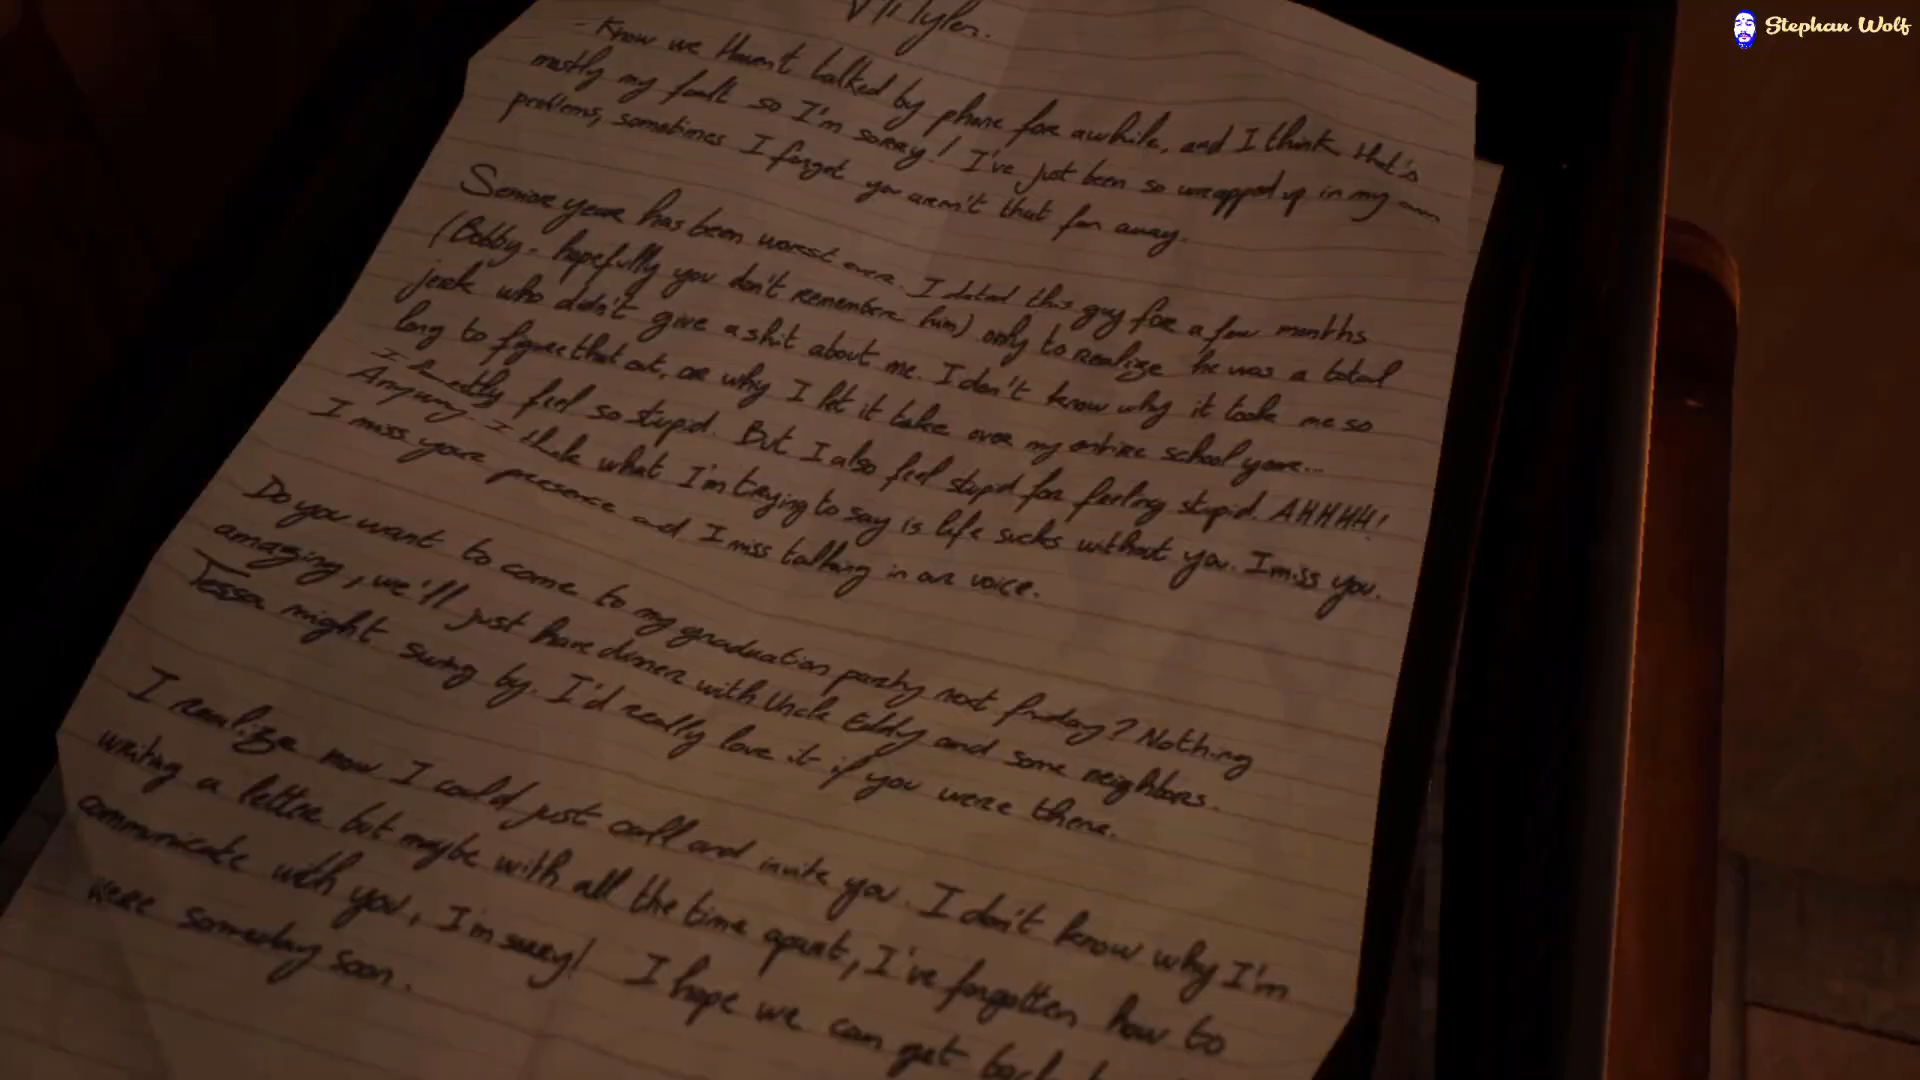 Stephan Wolf
Tyler.
Know we Haven't talked by phone for awhile, and I think that's
mostly my fault so I'm sorry! I've just been so wrapped up in my own
problems, sometimes I forget you aren't that far away.
Senior year has been worst ever. I dated this guy for a few months
(Bobby - hopefully you don't remember him) only to realize he was a total
jerk who didn't give a shit about me. I don't know why it took me so
long to figure that out, or why I let it take over my entire school year...
I honestly feel so stupid. But I also feel stupid for feeling stupid. AHHHH!
Anyway I think what I'm trying to say is life sucks without you. I miss you.
I miss your presence and I miss talking in our voice.
Do you want to come to my graduation party next friday? Nothing
amazing, we'll just have dinner with Uncle Eddy and some neighbors.
Tessa might swing by. I'd really love it if you were there.
I realize now I could just call and invite you. I don't know why I'm
writing a letter but maybe with all the time apart, I've forgotten how to
communicate with you, I'm sorry! I hope we can get back
were someday soon.